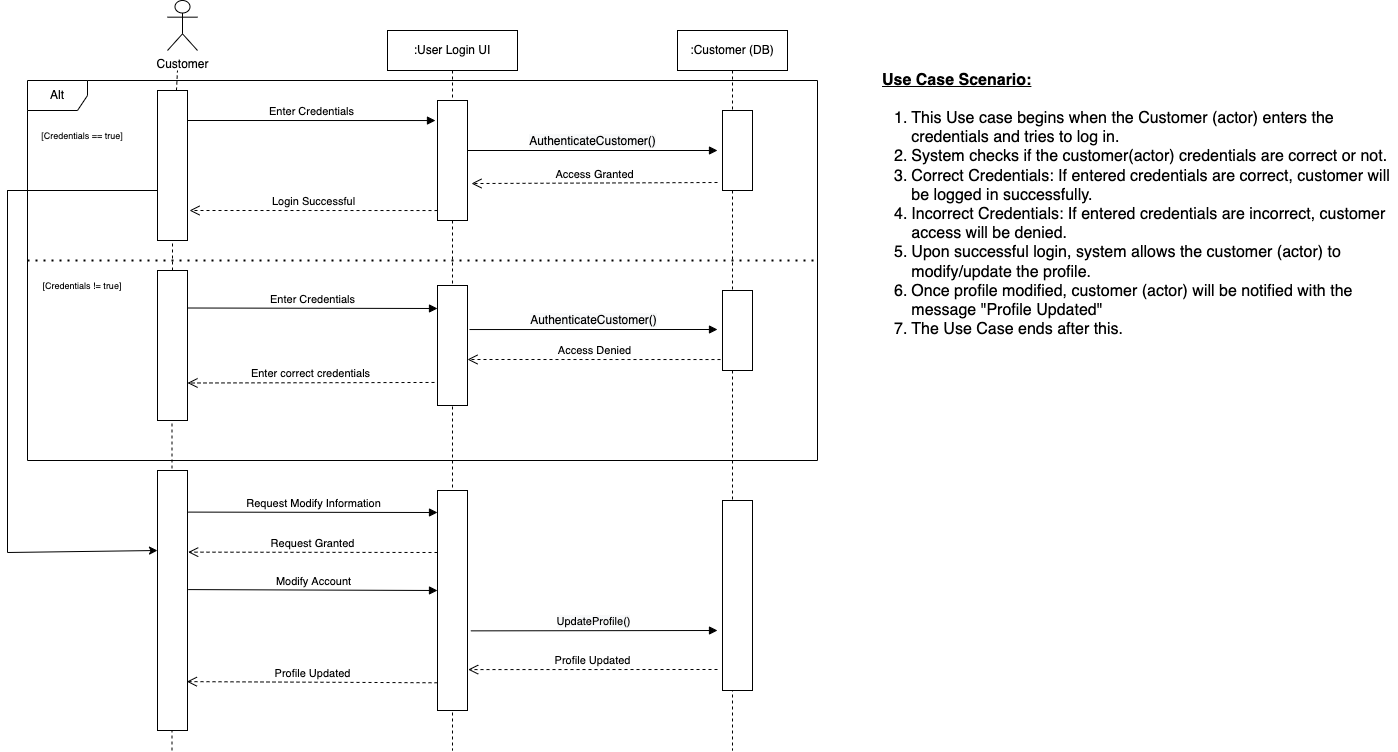 Customer
:User Login UI
:Customer (DB)
Alt
[Credentials == true]
Enter Credentials
AuthenticateCustomer()
Access Granted
Login Successful
[Credentials != true]
Enter Credentials
AuthenticateCustomer()
Access Denied
Enter correct credentials
Request Modify Information
Request Granted
Modify Account
UpdateProfile()
Profile Updated
Profile Updated
Use Case Scenario:
1. This Use case begins when the Customer (actor) enters the
credentials and tries to log in.
2. System checks if the customer(actor) credentials are correct or not.
3. Correct Credentials: If entered credentials are correct, customer will
be logged in successfully.
4. Incorrect Credentials: If entered credentials are incorrect, customer
access will be denied.
5. Upon successful login, system allows the customer (actor) to
modify/update the profile.
6. Once profile modified, customer (actor) will be notified with the
message "Profile Updated"
7. The Use Case ends after this.